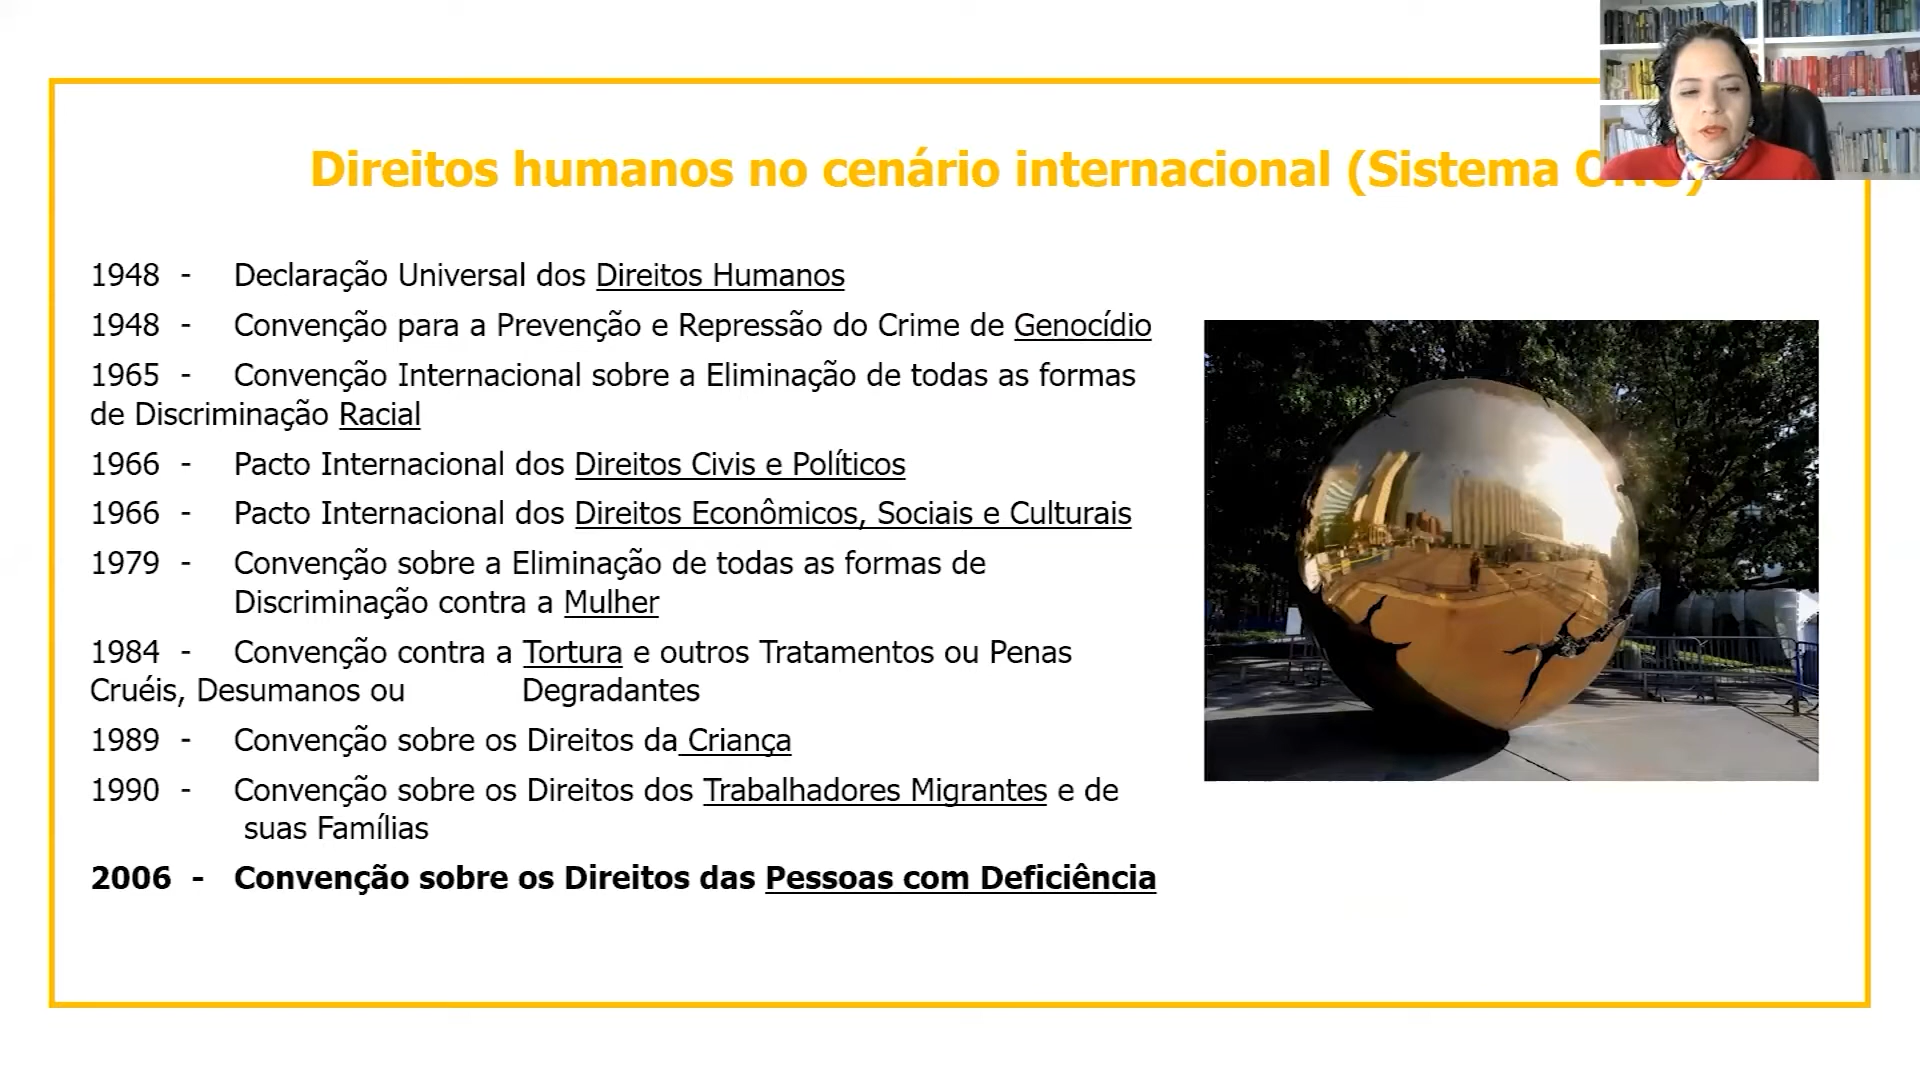 Direitos humanos no cenário internacional (Sistema
1948 - Declaração Universal dos Direitos Humanos
1948 - Convenção para a Prevenção e Repressão do Crime de Genocídio
1965 - Convenção Internacional sobre a Eliminação de todas as formas
de Discriminação Racial
1966 - Pacto Internacional dos Direitos Civis e Políticos
1966 - Pacto Internacional dos Direitos Econômicos, Sociais e Culturais
1979 - Convenção sobre a Eliminação de todas as formas de
Discriminação contra a Mulher
1984 - Convenção contra a Tortura e outros Tratamentos ou Penas
Cruéis, Desumanos ou Degradantes
1989 - Convenção sobre os Direitos da Criança
1990 - Convenção sobre os Direitos dos Trabalhadores Migrantes e de
suas Famílias
2006 - Convenção sobre os Direitos das Pessoas com Deficiência